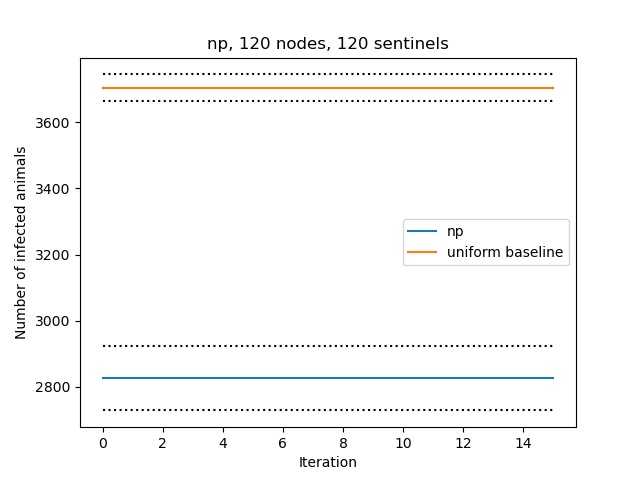 np, 120 nodes, 120 sentinels
Number of infected animals
3600
3400
3200
3000
2800
np
uniform baseline
0 2 4 6 8 10 12 14
Iteration